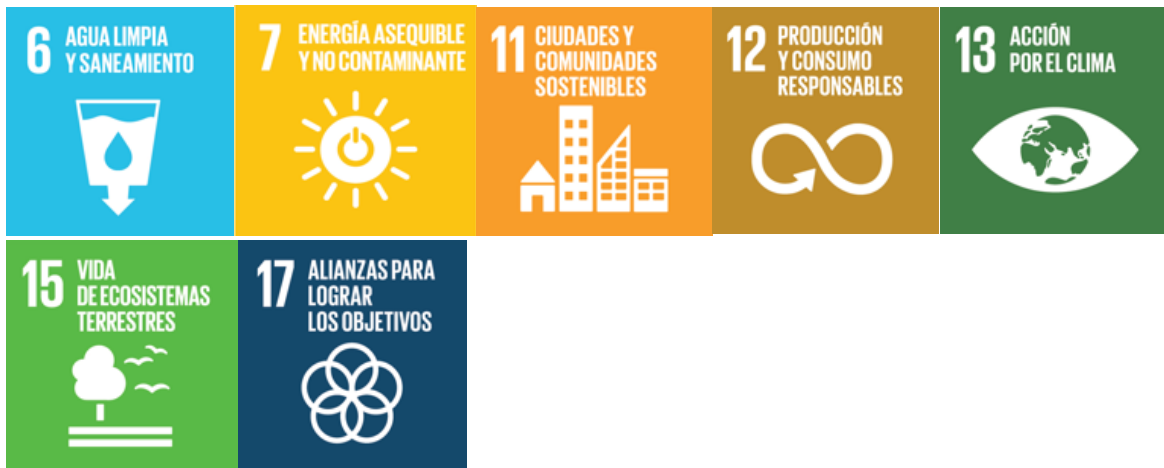 6 AGUA LIMPIA
Y SANEAMIENTO
7 ENERGÍA ASEQUIBLE
Y NO CONTAMINANTE
11 CIUDADES Y
COMUNIDADES
SOSTENIBLES
12 PRODUCCIÓN
Y CONSUMO
RESPONSABLES
13 ACCIÓN
POR EL CLIMA
15 VIDA
DE ECOSISTEMAS
TERRESTRES
17 ALIANZAS PARA
LOGRAR
LOS OBJETIVOS